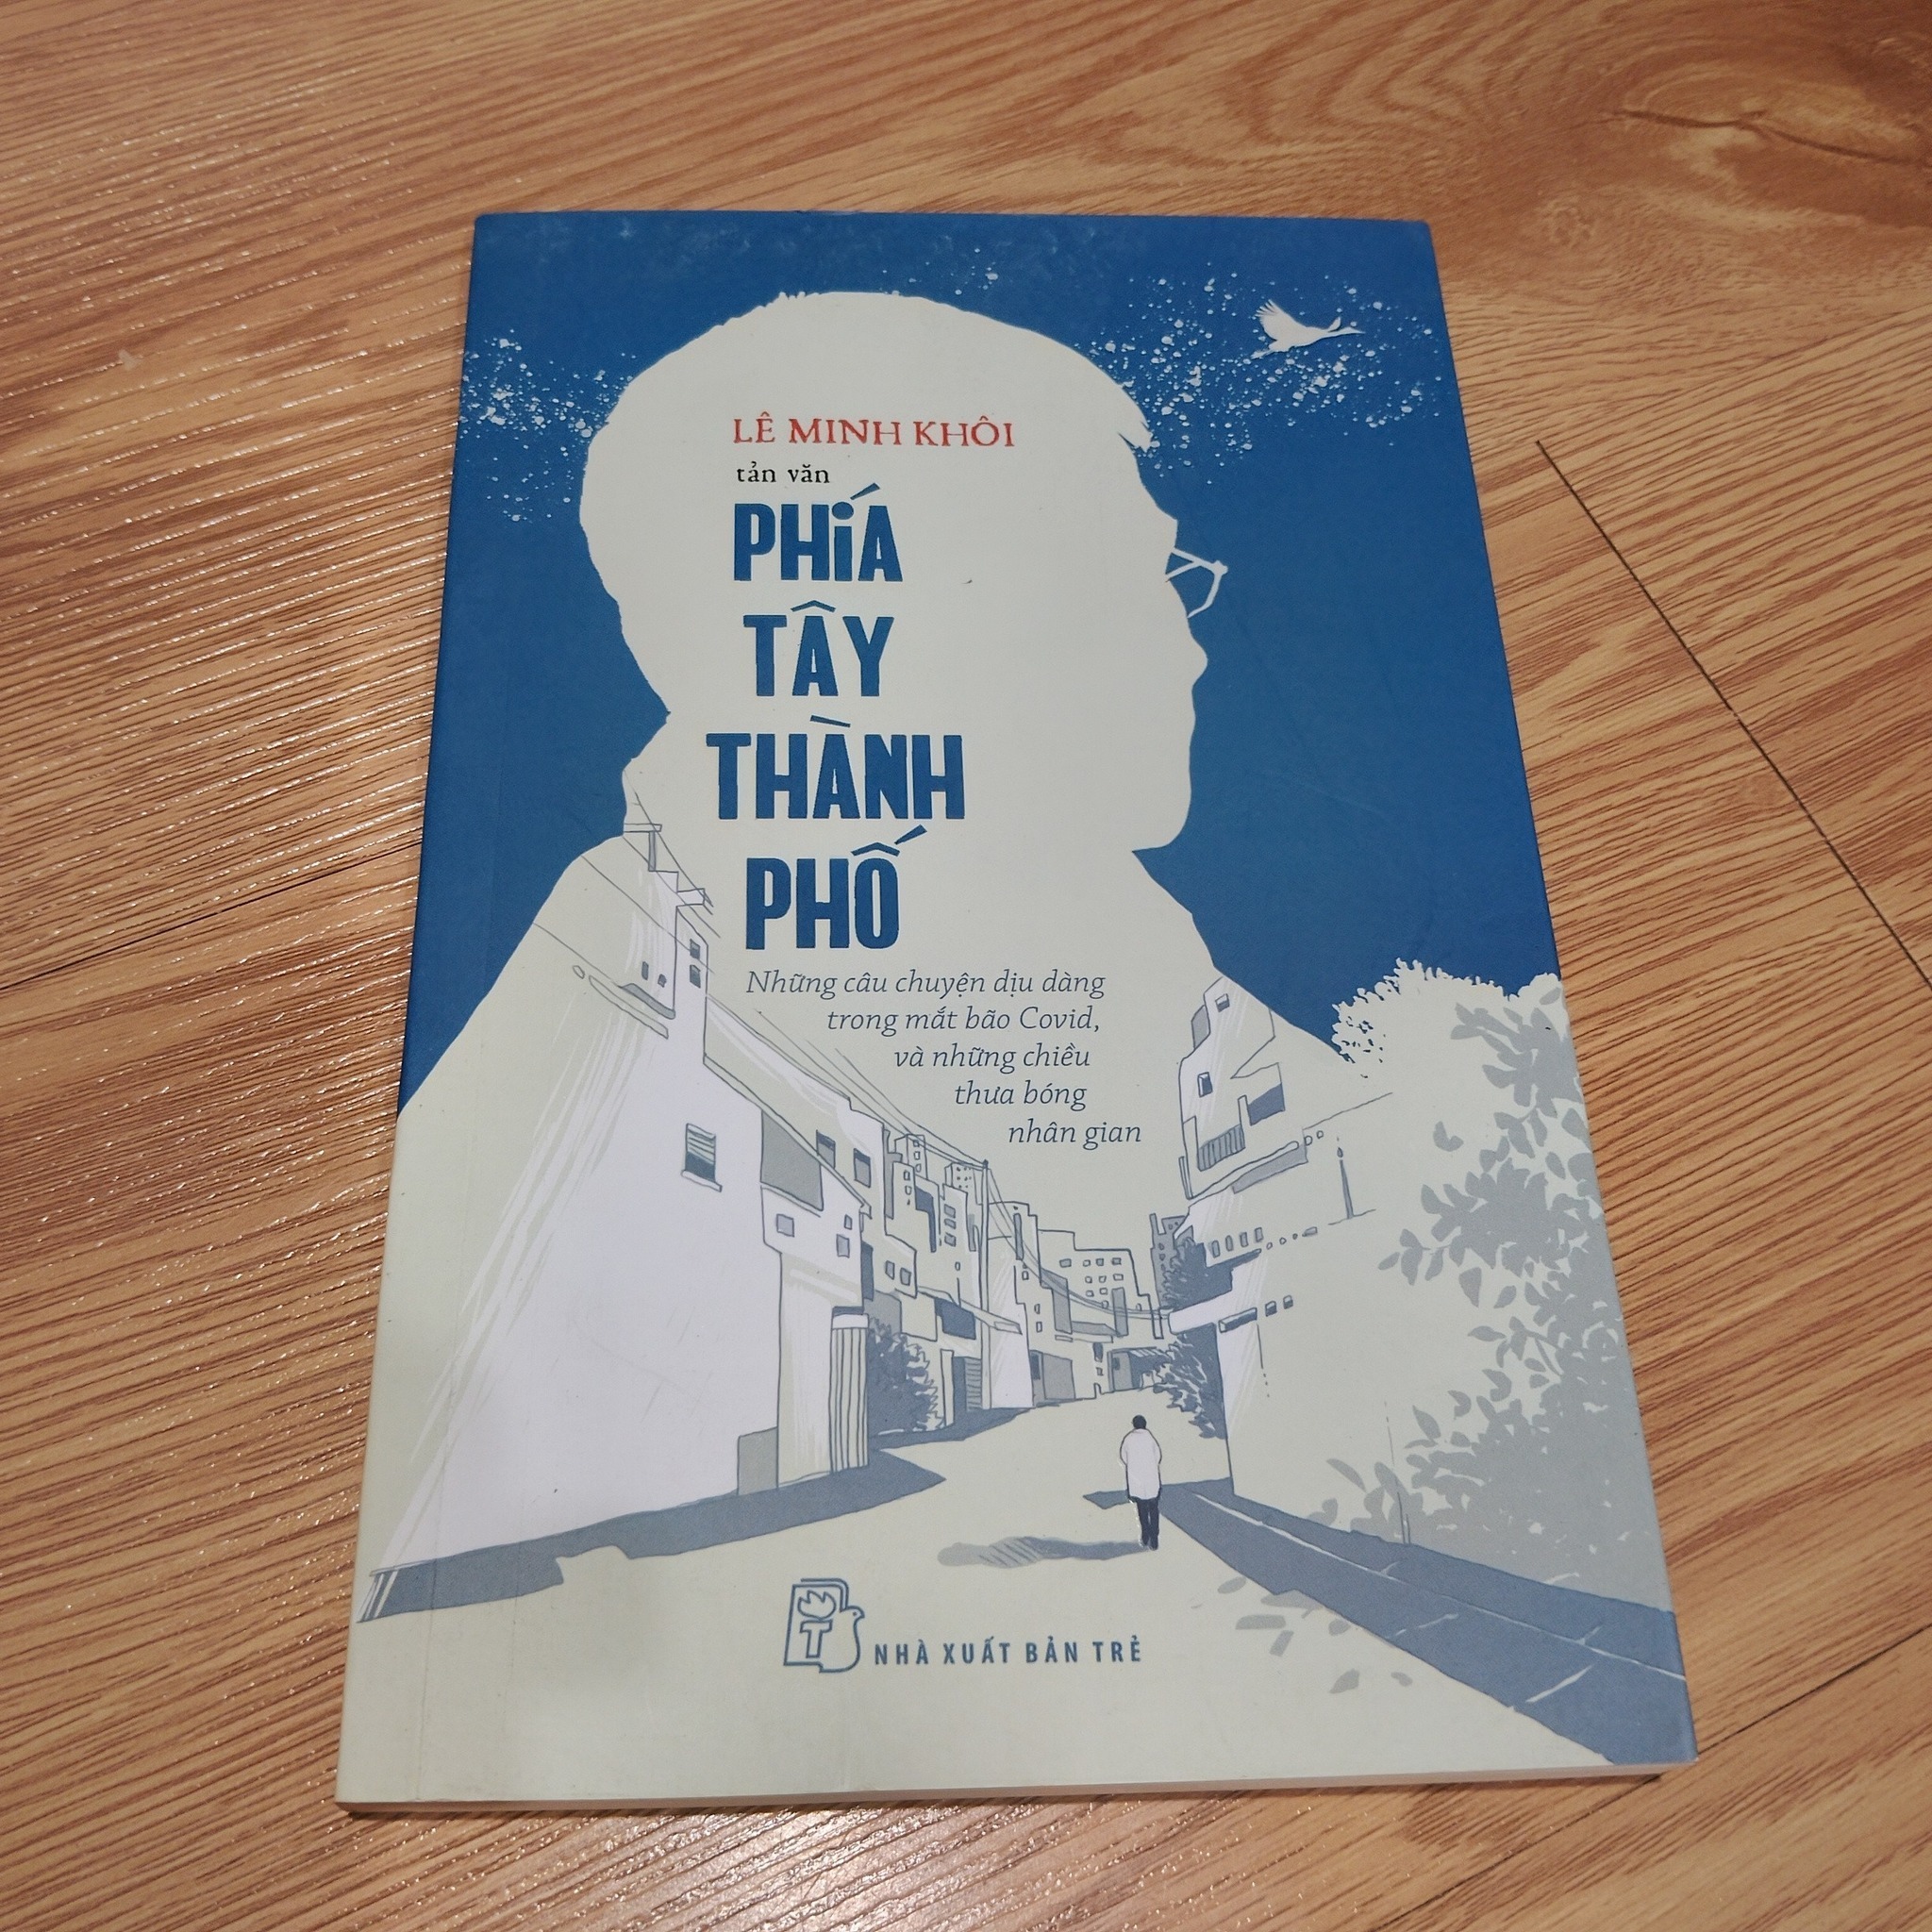 LÊ MINH KHÔI
tản văn
PHÍA
TÂY
THÀNH
PHỐ
Những câu chuyện dịu dàng
trong mắt bão Covid,
và những chiều
thưa bóng
nhân gian
T
NHÀ XUẤT BẢN TRẺ